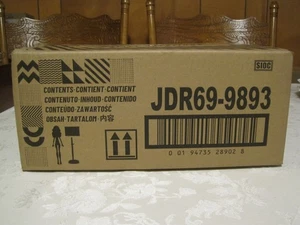 SIOC
CONTENTS·CONTENT·CONTENIT
CONTENUTO·INHOUD·CONTENIDO
CONTEÚDO·ZAWARTOŚĆ
OBSAH·TARTALOM·内容
JDR69-9893
0 01 94735 28902 8